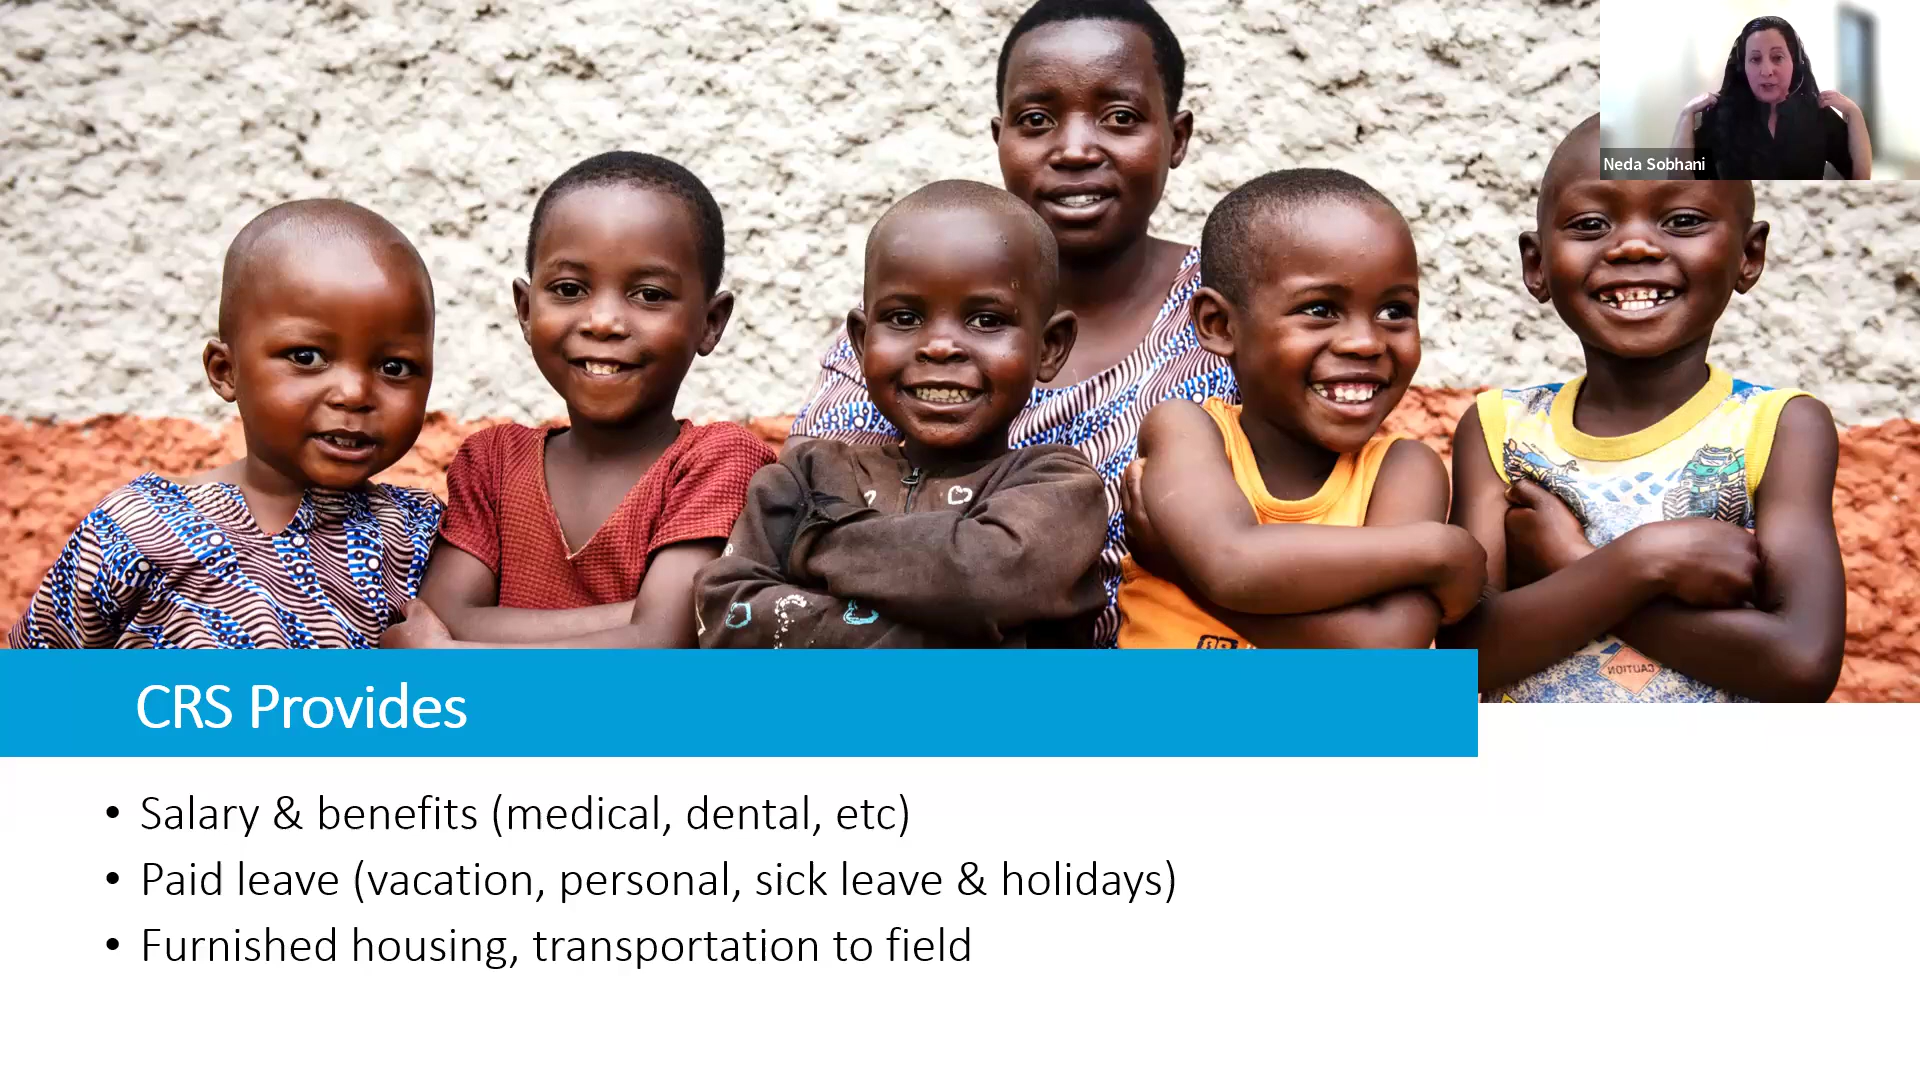 Neda Sobhani
CAUTION
CRS Provides
• Salary & benefits (medical, dental, etc)
• Paid leave (vacation, personal, sick leave & holidays)
• Furnished housing, transportation to field